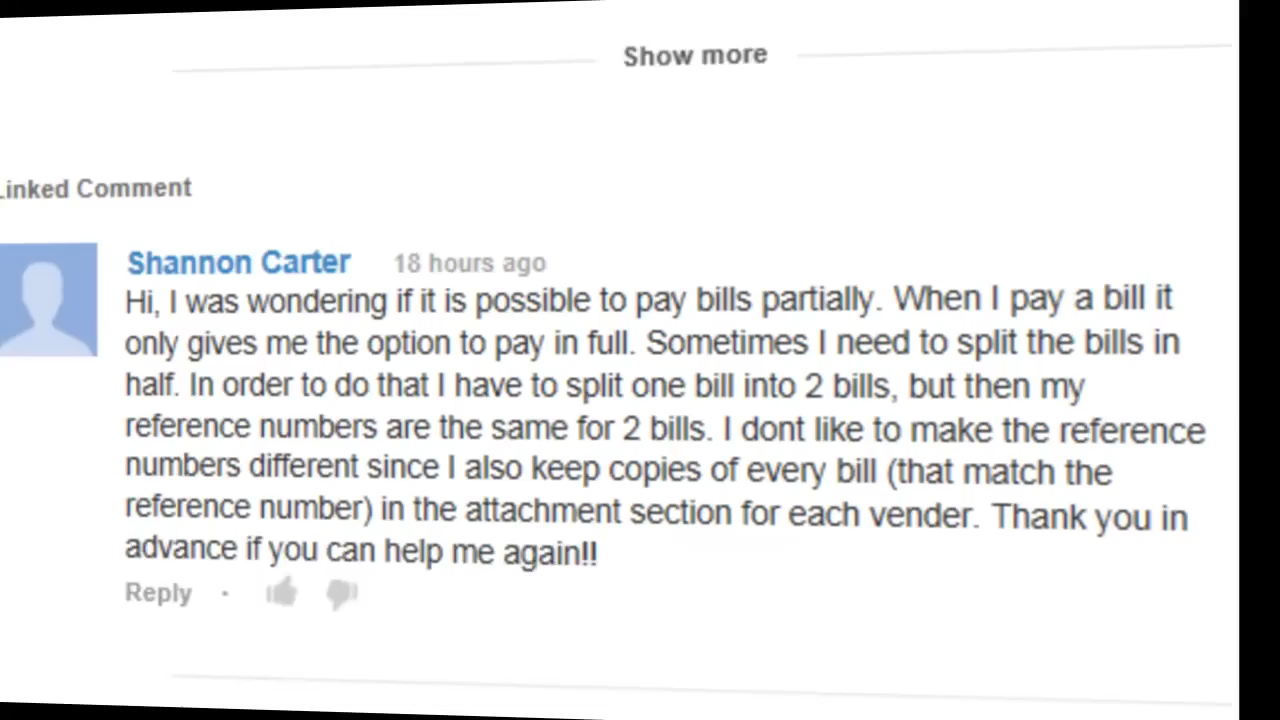 Show more
Linked Comment
Shannon Carter 18 hours ago
Hi, I was wondering if it is possible to pay bills partially. When I pay a bill it
only gives me the option to pay in full. Sometimes I need to split the bills in
half. In order to do that I have to split one bill into 2 bills, but then my
reference numbers are the same for 2 bills. I dont like to make the reference
numbers different since I also keep copies of every bill (that match the
reference number) in the attachment section for each vender. Thank you in
advance if you can help me again!!
Reply ·